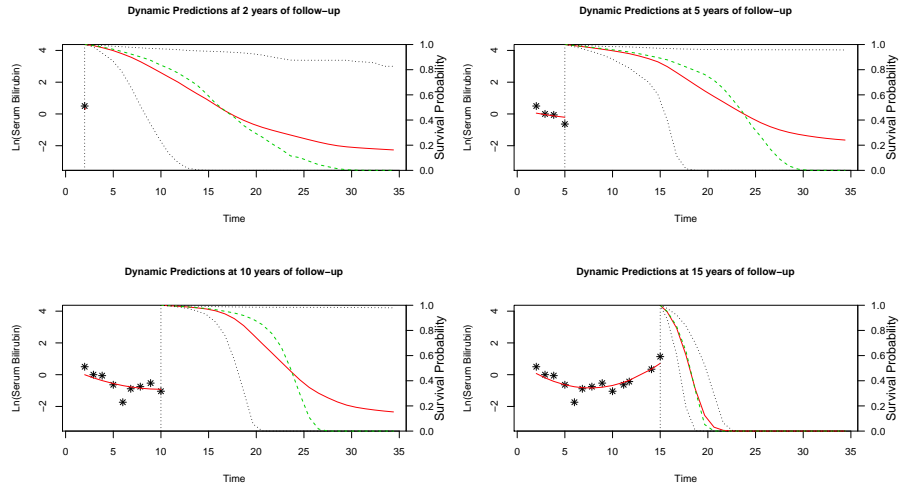 Dynamic Predictions af 2 years of follow−up
Ln(Serum Bilirubin)
4
2
0
−2
1.0
0.8
0.6
0.4
0.2
0.0
Survival Probability
0 5 10 15 20 25 30 35
Time
Dynamic Predictions at 5 years of follow−up
Ln(Serum Bilirubin)
4
2
0
−2
1.0
0.8
0.6
0.4
0.2
0.0
Survival Probability
0 5 10 15 20 25 30 35
Time
Dynamic Predictions at 10 years of follow−up
Ln(Serum Bilirubin)
4
2
0
−2
1.0
0.8
0.6
0.4
0.2
0.0
Survival Probability
0 5 10 15 20 25 30 35
Time
Dynamic Predictions at 15 years of follow−up
Ln(Serum Bilirubin)
4
2
0
−2
1.0
0.8
0.6
0.4
0.2
0.0
Survival Probability
0 5 10 15 20 25 30 35
Time